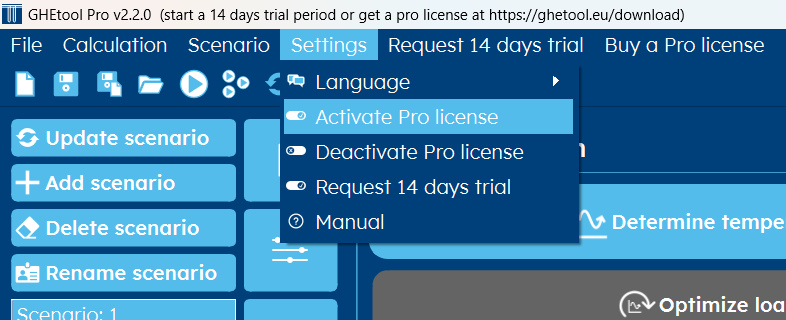 GHEtool Pro v2.2.0 (start a 14 days trial period or get a pro license at https://ghetool.eu/download)
File Calculation Scenario Settings Request 14 days trial Buy a Pro license
Language
Activate Pro license
Deactivate Pro license
Request 14 days trial
Manual
Update scenario
Add scenario
Delete scenario
Rename scenario
Scenario: 1
Determine tempe
Optimize loa